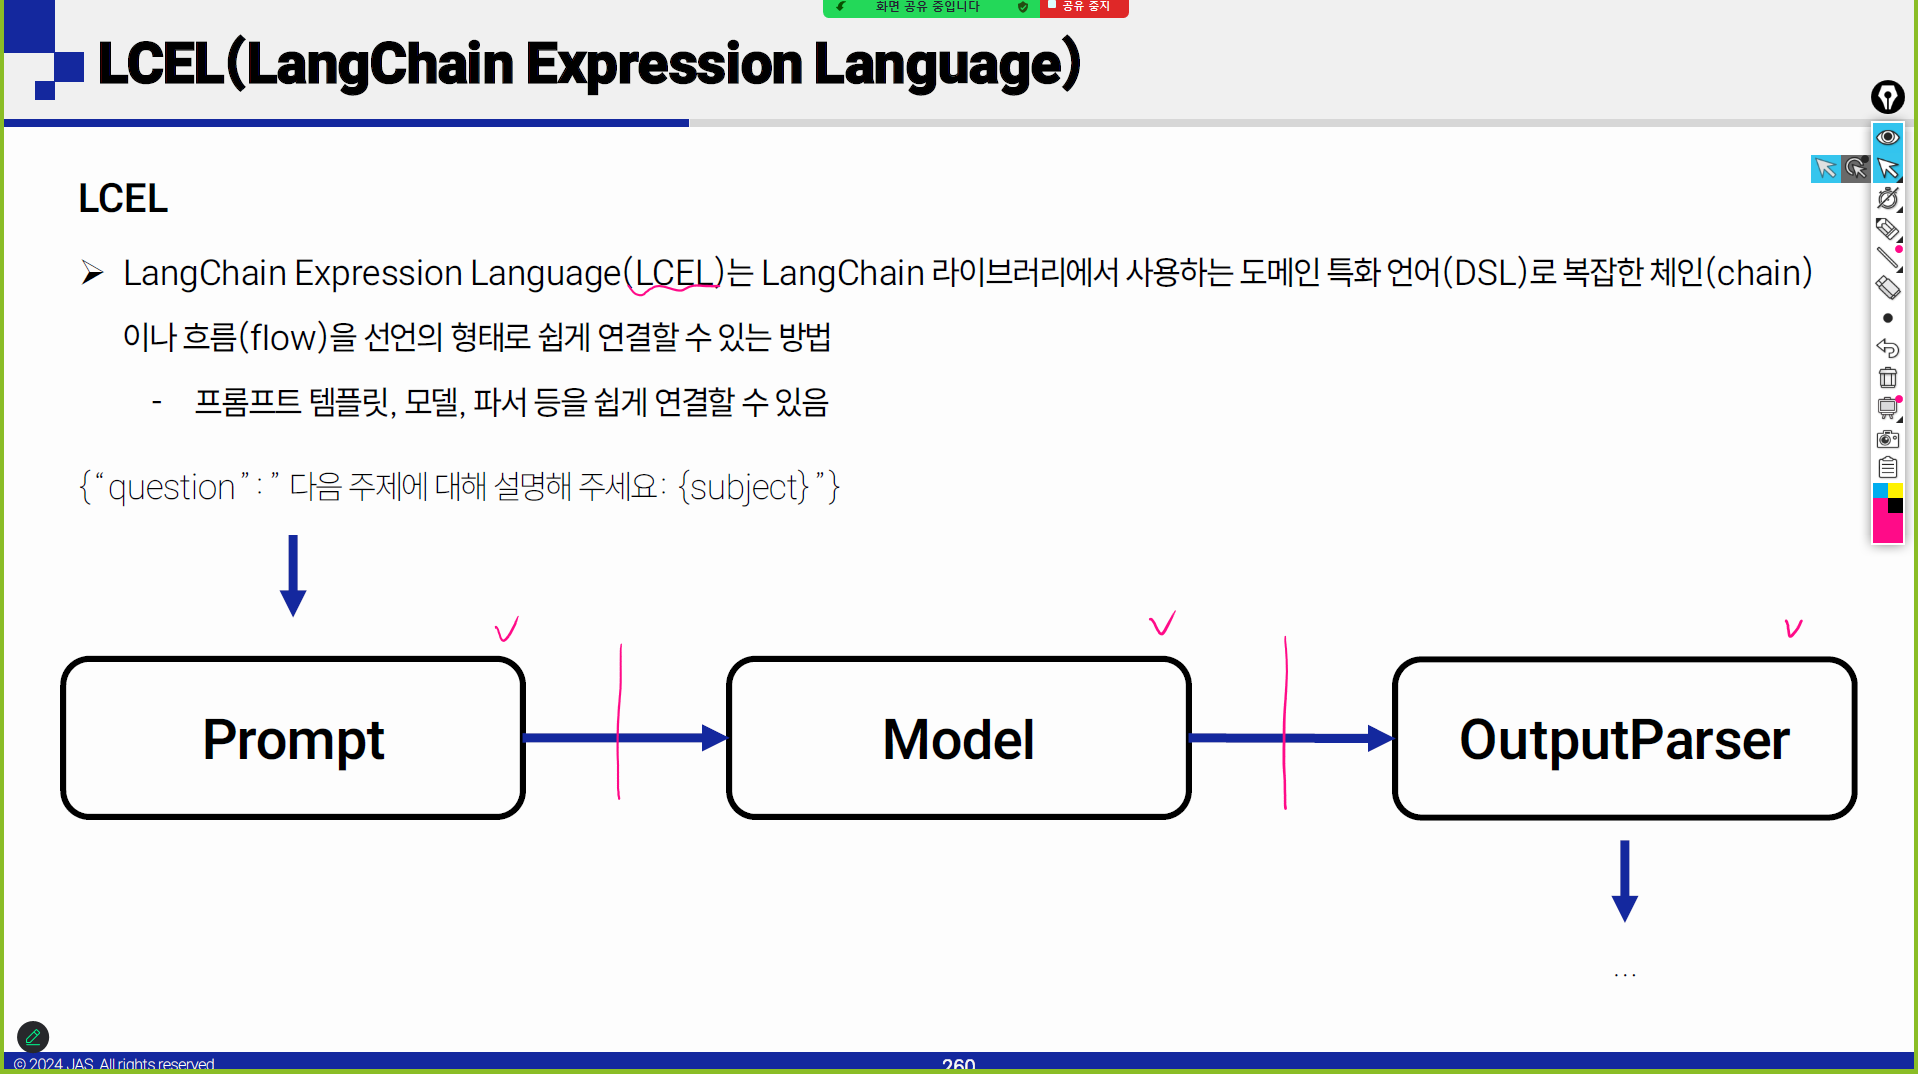 화면 공유 중입니다
공유 중지
LCEL(LangChain Expression Language)
LCEL
➢ LangChain Expression Language(LCEL)는 LangChain 라이브러리에서 사용하는 도메인 특화 언어(DSL)로 복잡한 체인(chain)
이나 흐름(flow)을 선언의 형태로 쉽게 연결할 수 있는 방법
- 프롬프트 템플릿, 모델, 파서 등을 쉽게 연결할 수 있음
{“question”:” 다음 주제에 대해 설명해 주세요: {subject}”}
Prompt
Model
OutputParser
...
© 2024 JAS. All rights reserved
260